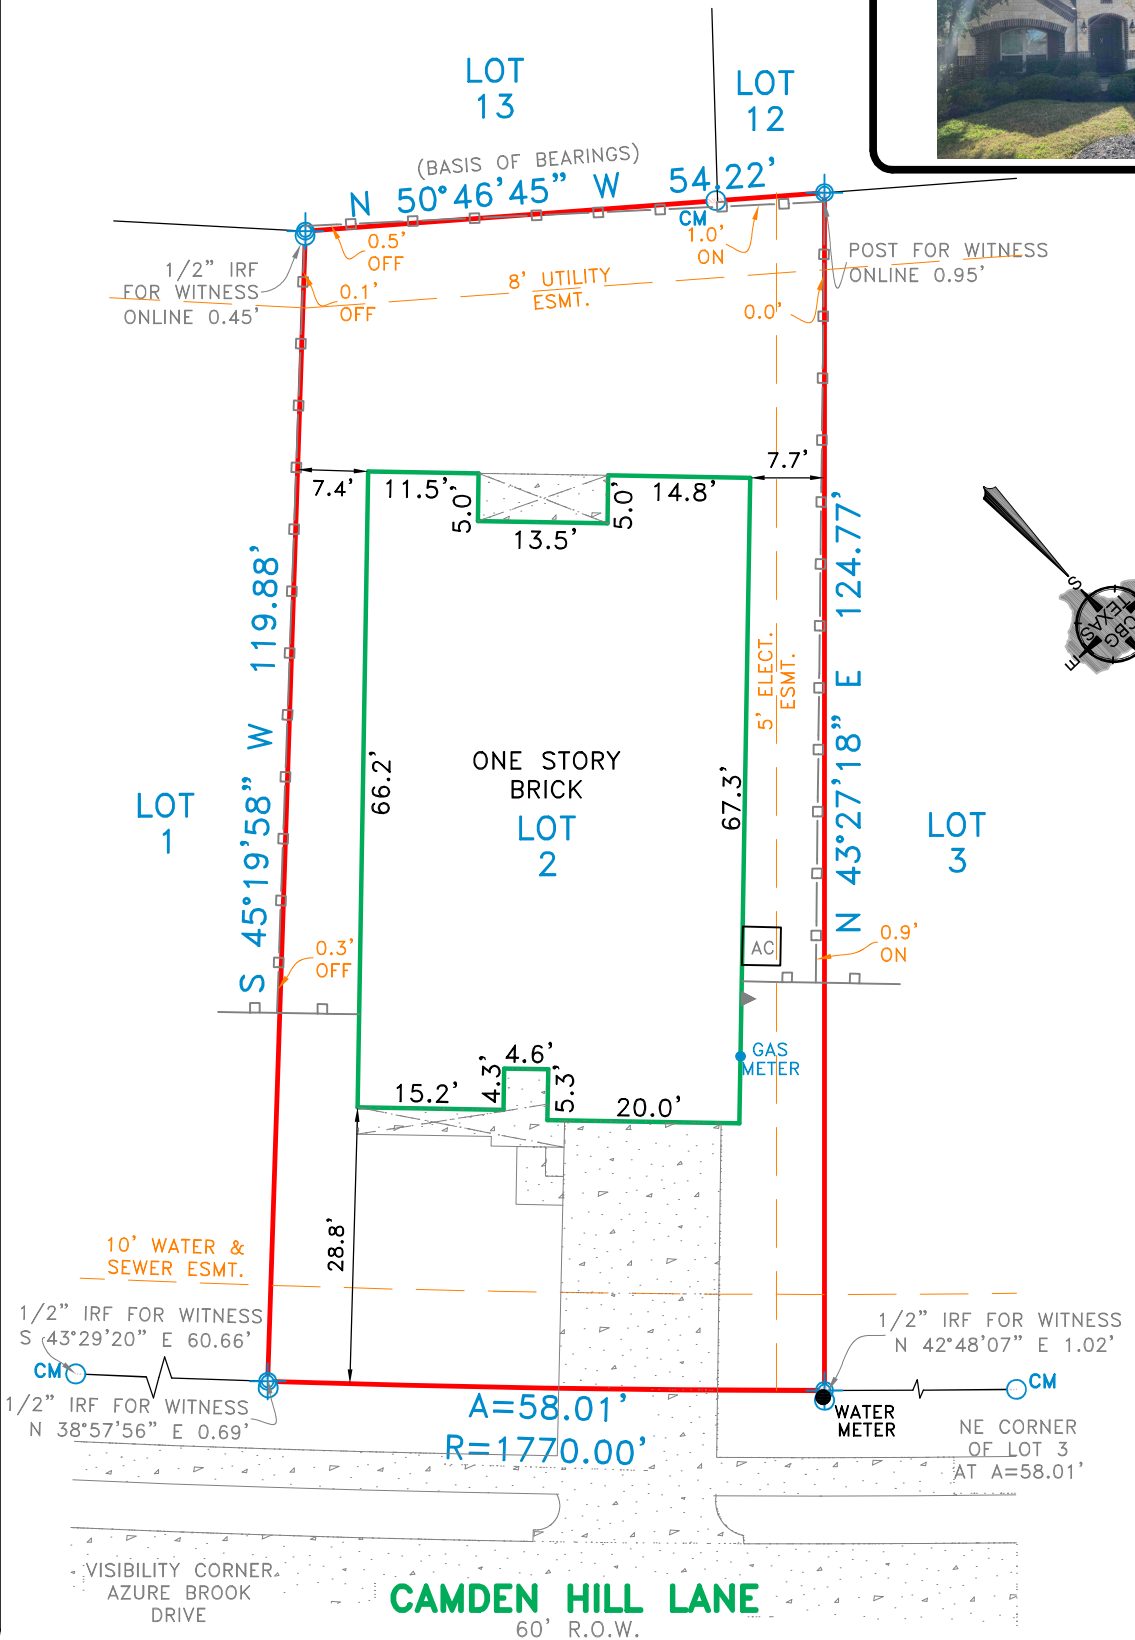 LOT
13
LOT
12
(BASIS OF BEARINGS)
N 50°46'45" W 54.22'
CM
0.5'
OFF
1.0'
ON
1/2" IRF
FOR WITNESS
ONLINE 0.45'
0.1'
OFF
8' UTILITY
ESMT.
0.0'
POST FOR WITNESS
ONLINE 0.95'
7.4'
11.5'
5.0'
13.5'
5.0'
14.8'
7.7'
S 45°19'58" W 119.88'
N 43°27'18" E 124.77'
5' ELECT.
ESMT.
S
E
TEXAS
CBG
66.2'
ONE STORY
BRICK
LOT
2
67.3'
LOT
1
LOT
3
AC
0.3'
OFF
0.9'
ON
GAS
METER
15.2'
4.3'
4.6'
5.3'
20.0'
28.8'
10' WATER &
SEWER ESMT.
1/2" IRF FOR WITNESS
S 43°29'20" E 60.66'
CM
1/2" IRF FOR WITNESS
N 38°57'56" E 0.69'
1/2" IRF FOR WITNESS
N 42°48'07" E 1.02'
CM
A=58.01'
R=1770.00'
WATER
METER
NE CORNER
OF LOT 3
AT A=58.01'
VISIBILITY CORNER
AZURE BROOK
DRIVE
CAMDEN HILL LANE
60' R.O.W.